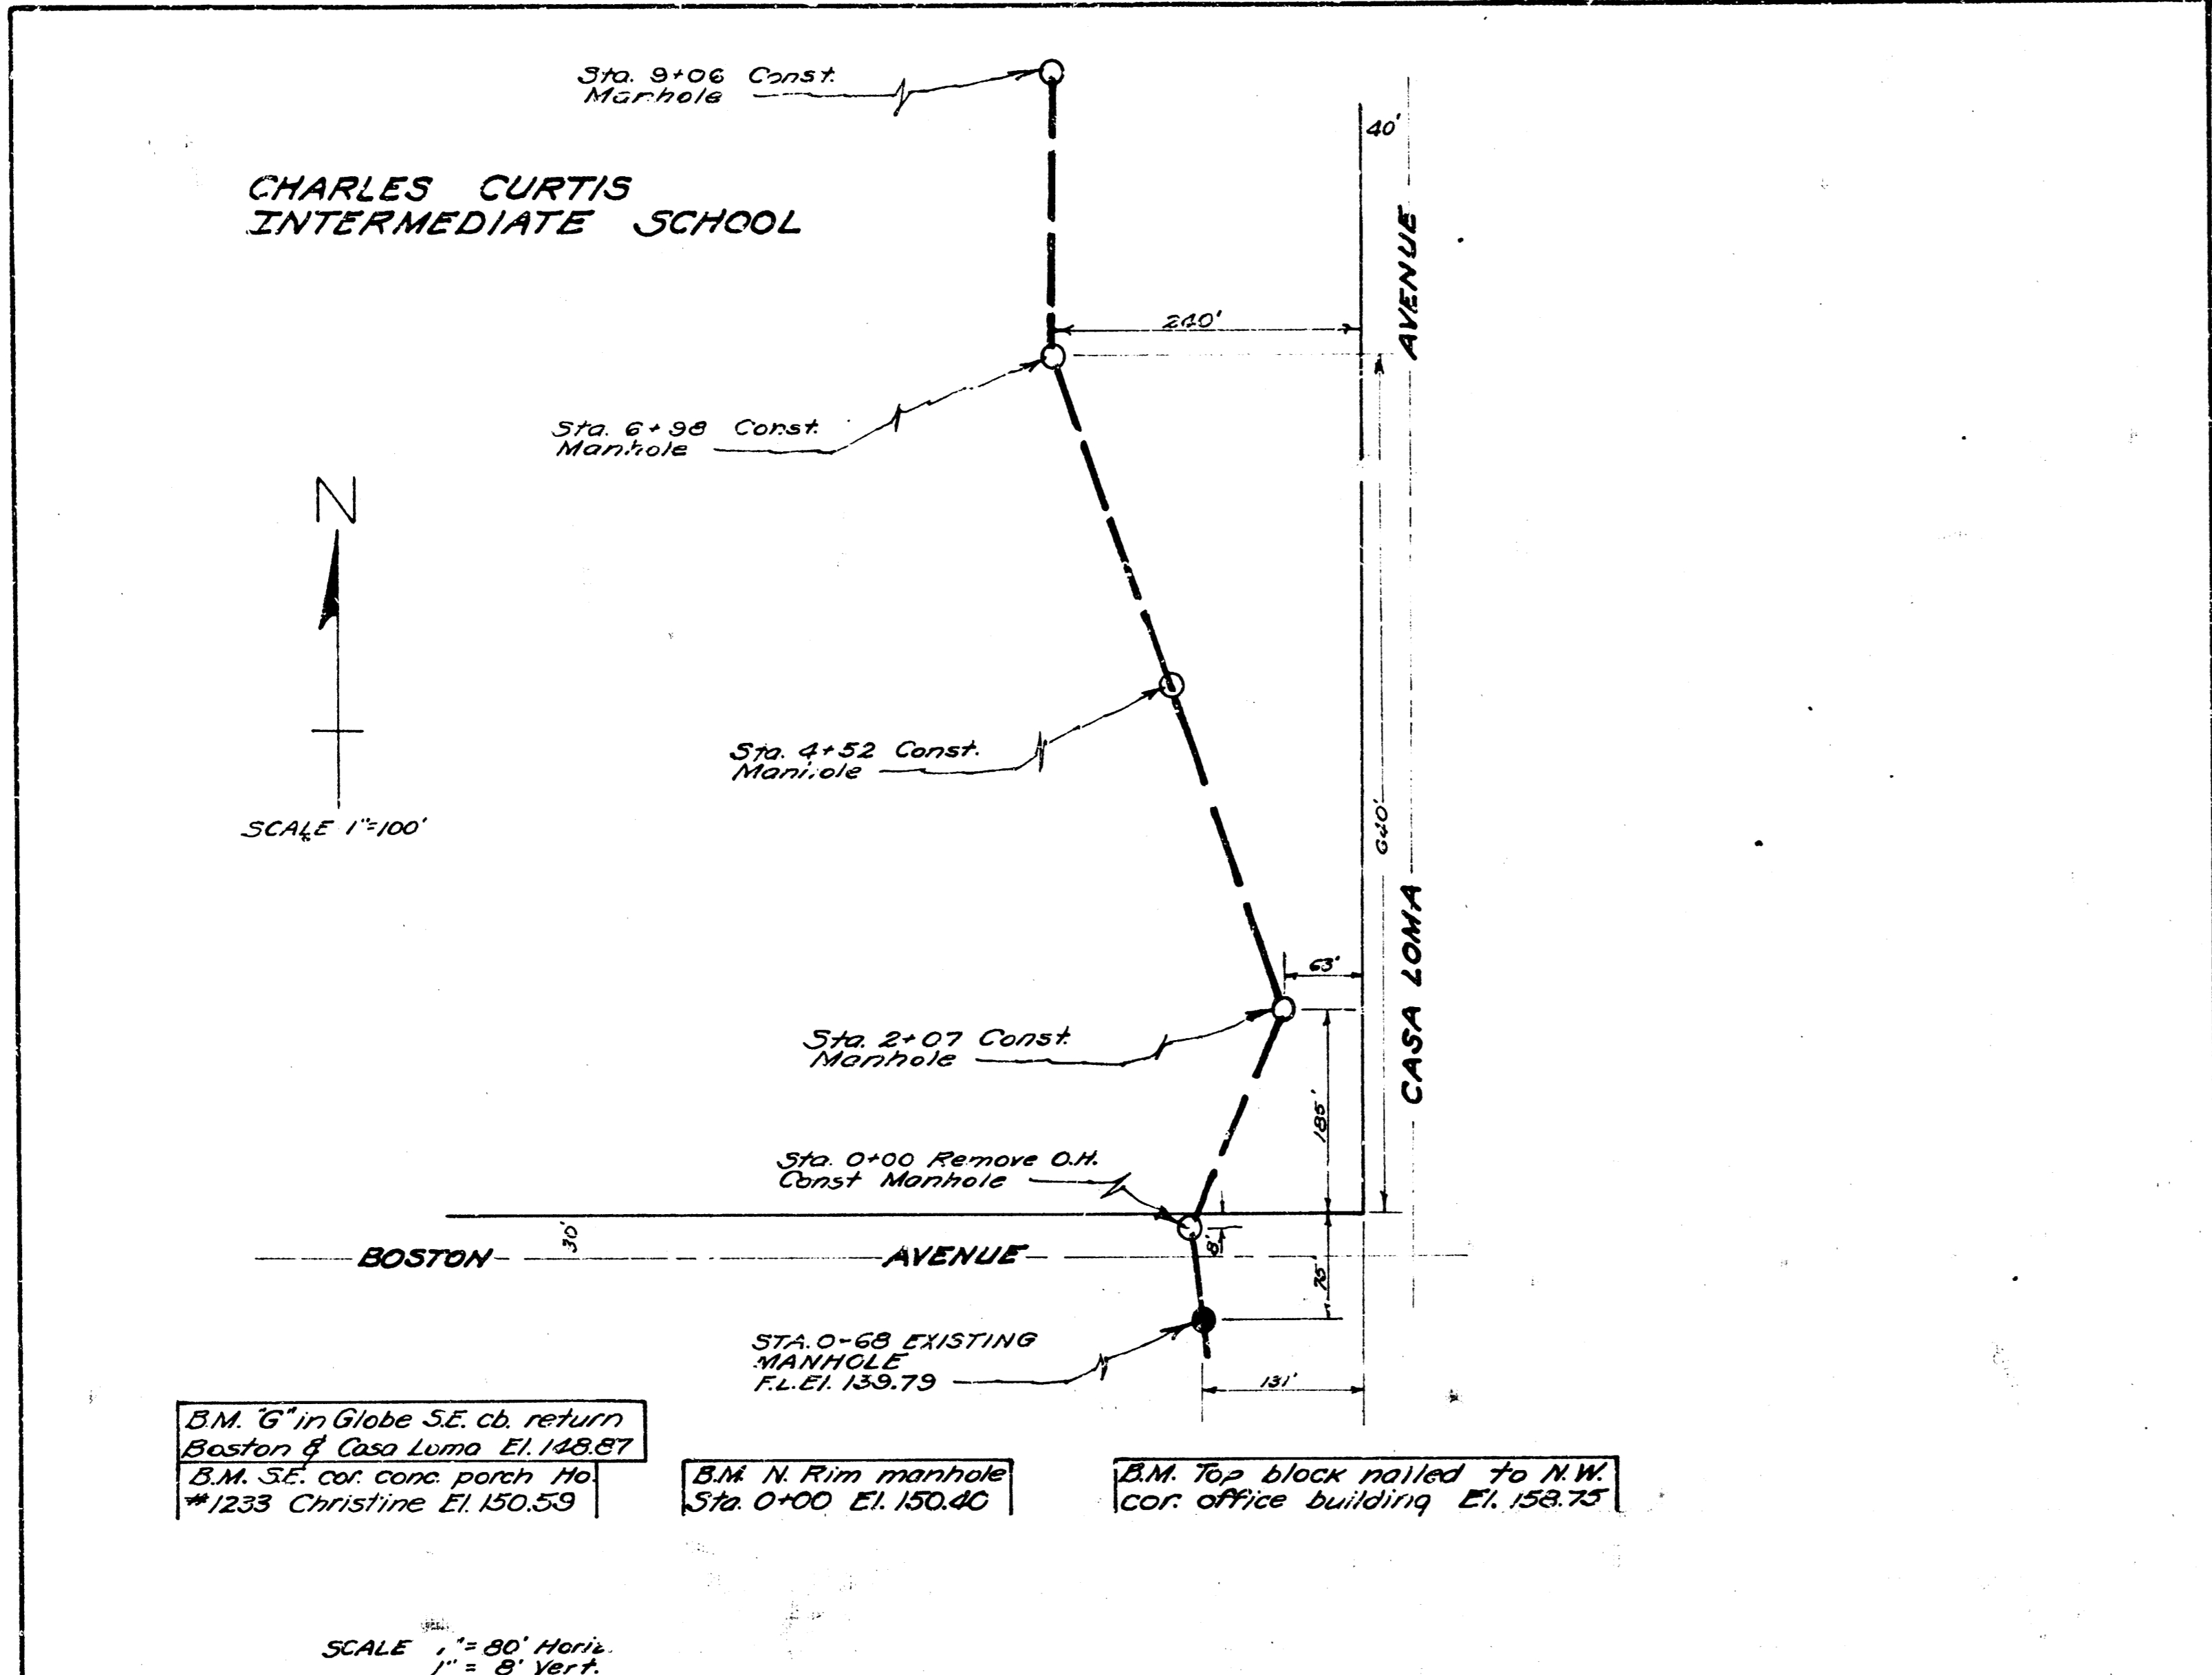 Sta. 9+06 Const.
Manhole
40'
CHARLES CURTIS
INTERMEDIATE SCHOOL
AVENUE
240'
Sta. 6+98 Const.
Manhole
N
SCALE 1"=100'
Sta. 4+52 Const.
Manhole
640'
CASA LOMA
63'
Sta. 2+07 Const.
Manhole
185'
Sta. 0+00 Remove O.H.
Const Manhole
30'
8'
BOSTON AVENUE
75'
STA. 0-68 EXISTING
MANHOLE
F.L. El. 139.79
131'
B.M. "G" in Globe S.E. cb. return
Boston & Casa Loma El. 148.87
B.M. S.E. cor. conc. porch Ho.
#1233 Christine El. 150.59
B.M. N. Rim manhole
Sta. 0+00 El. 150.40
B.M. Top block nailed to N.W.
cor. office building El. 158.75
SCALE 1"= 80' Horiz.
1" = 8' Vert.